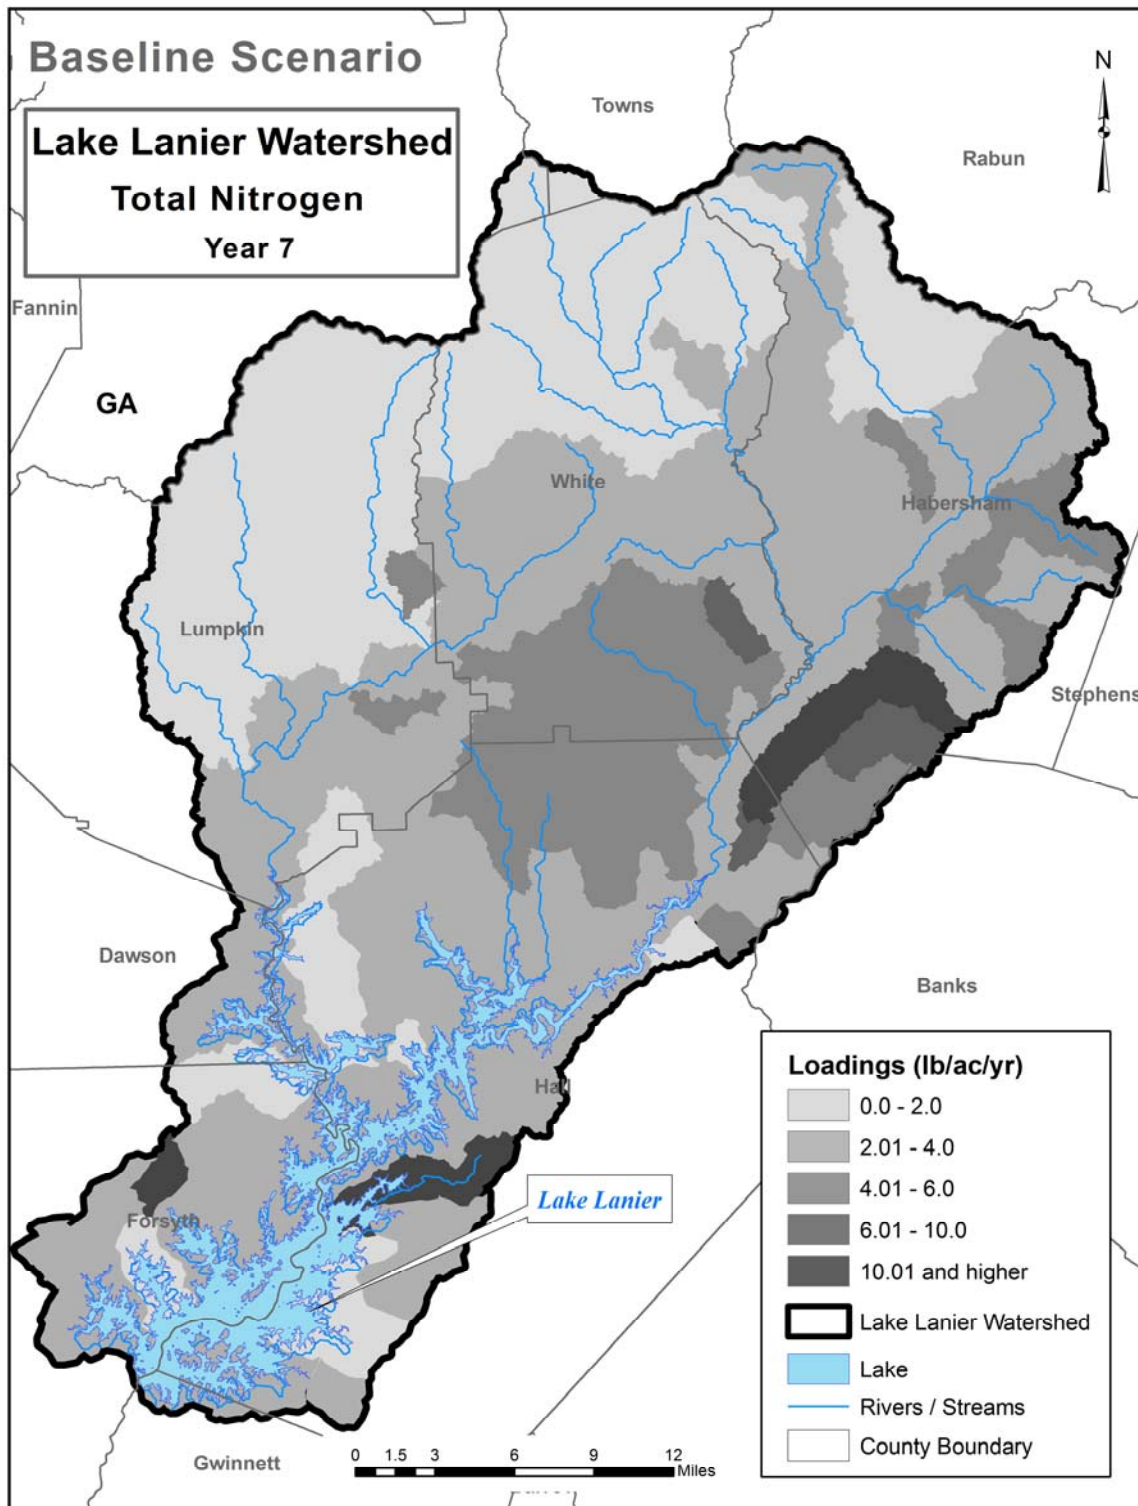 Baseline Scenario
Lake Lanier Watershed
Total Nitrogen
Year 7
N
Towns
Rabun
Fannin
GA
White
Habersham
Lumpkin
Stephens
Dawson
Banks
Hall
Lake Lanier
Forsyth
Gwinnett
Loadings (lb/ac/yr)
0.0 - 2.0
2.01 - 4.0
4.01 - 6.0
6.01 - 10.0
10.01 and higher
Lake Lanier Watershed
Lake
Rivers / Streams
County Boundary
0 1.5 3 6 9 12
Miles